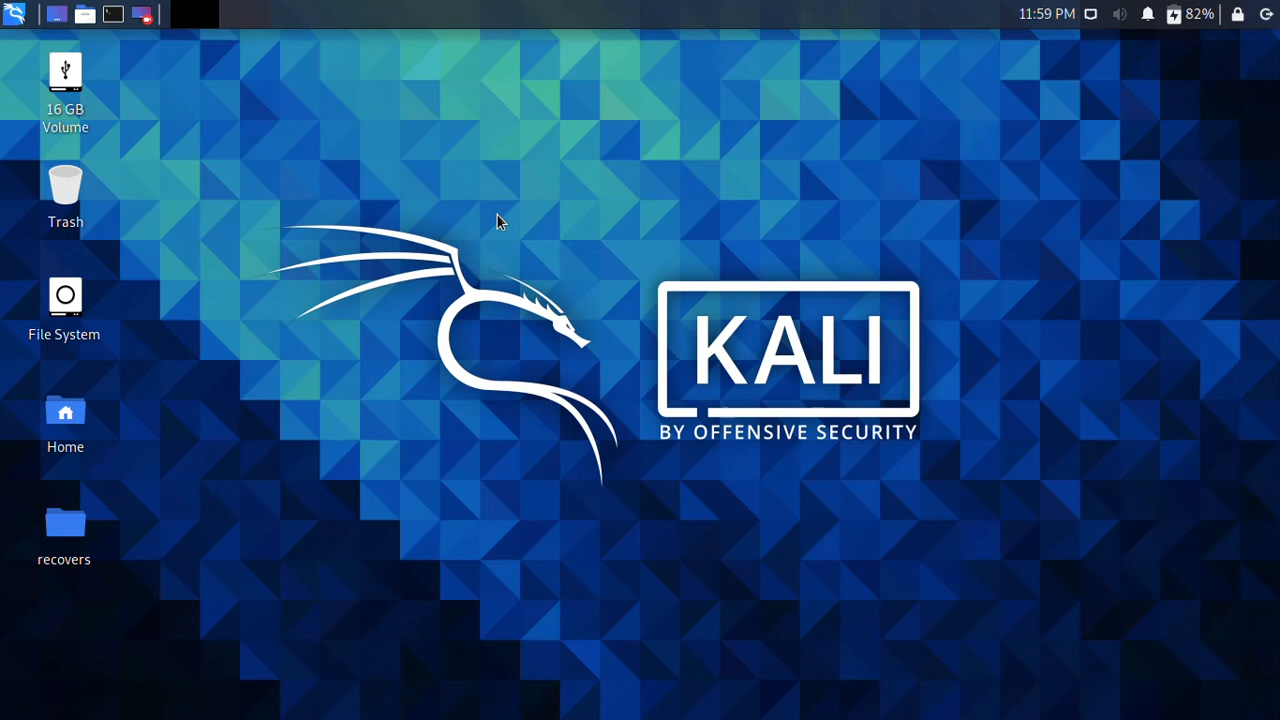 11:59 PM
82%
16 GB
Volume
Trash
File System
Home
recovers
KALI
BY OFFENSIVE SECURITY